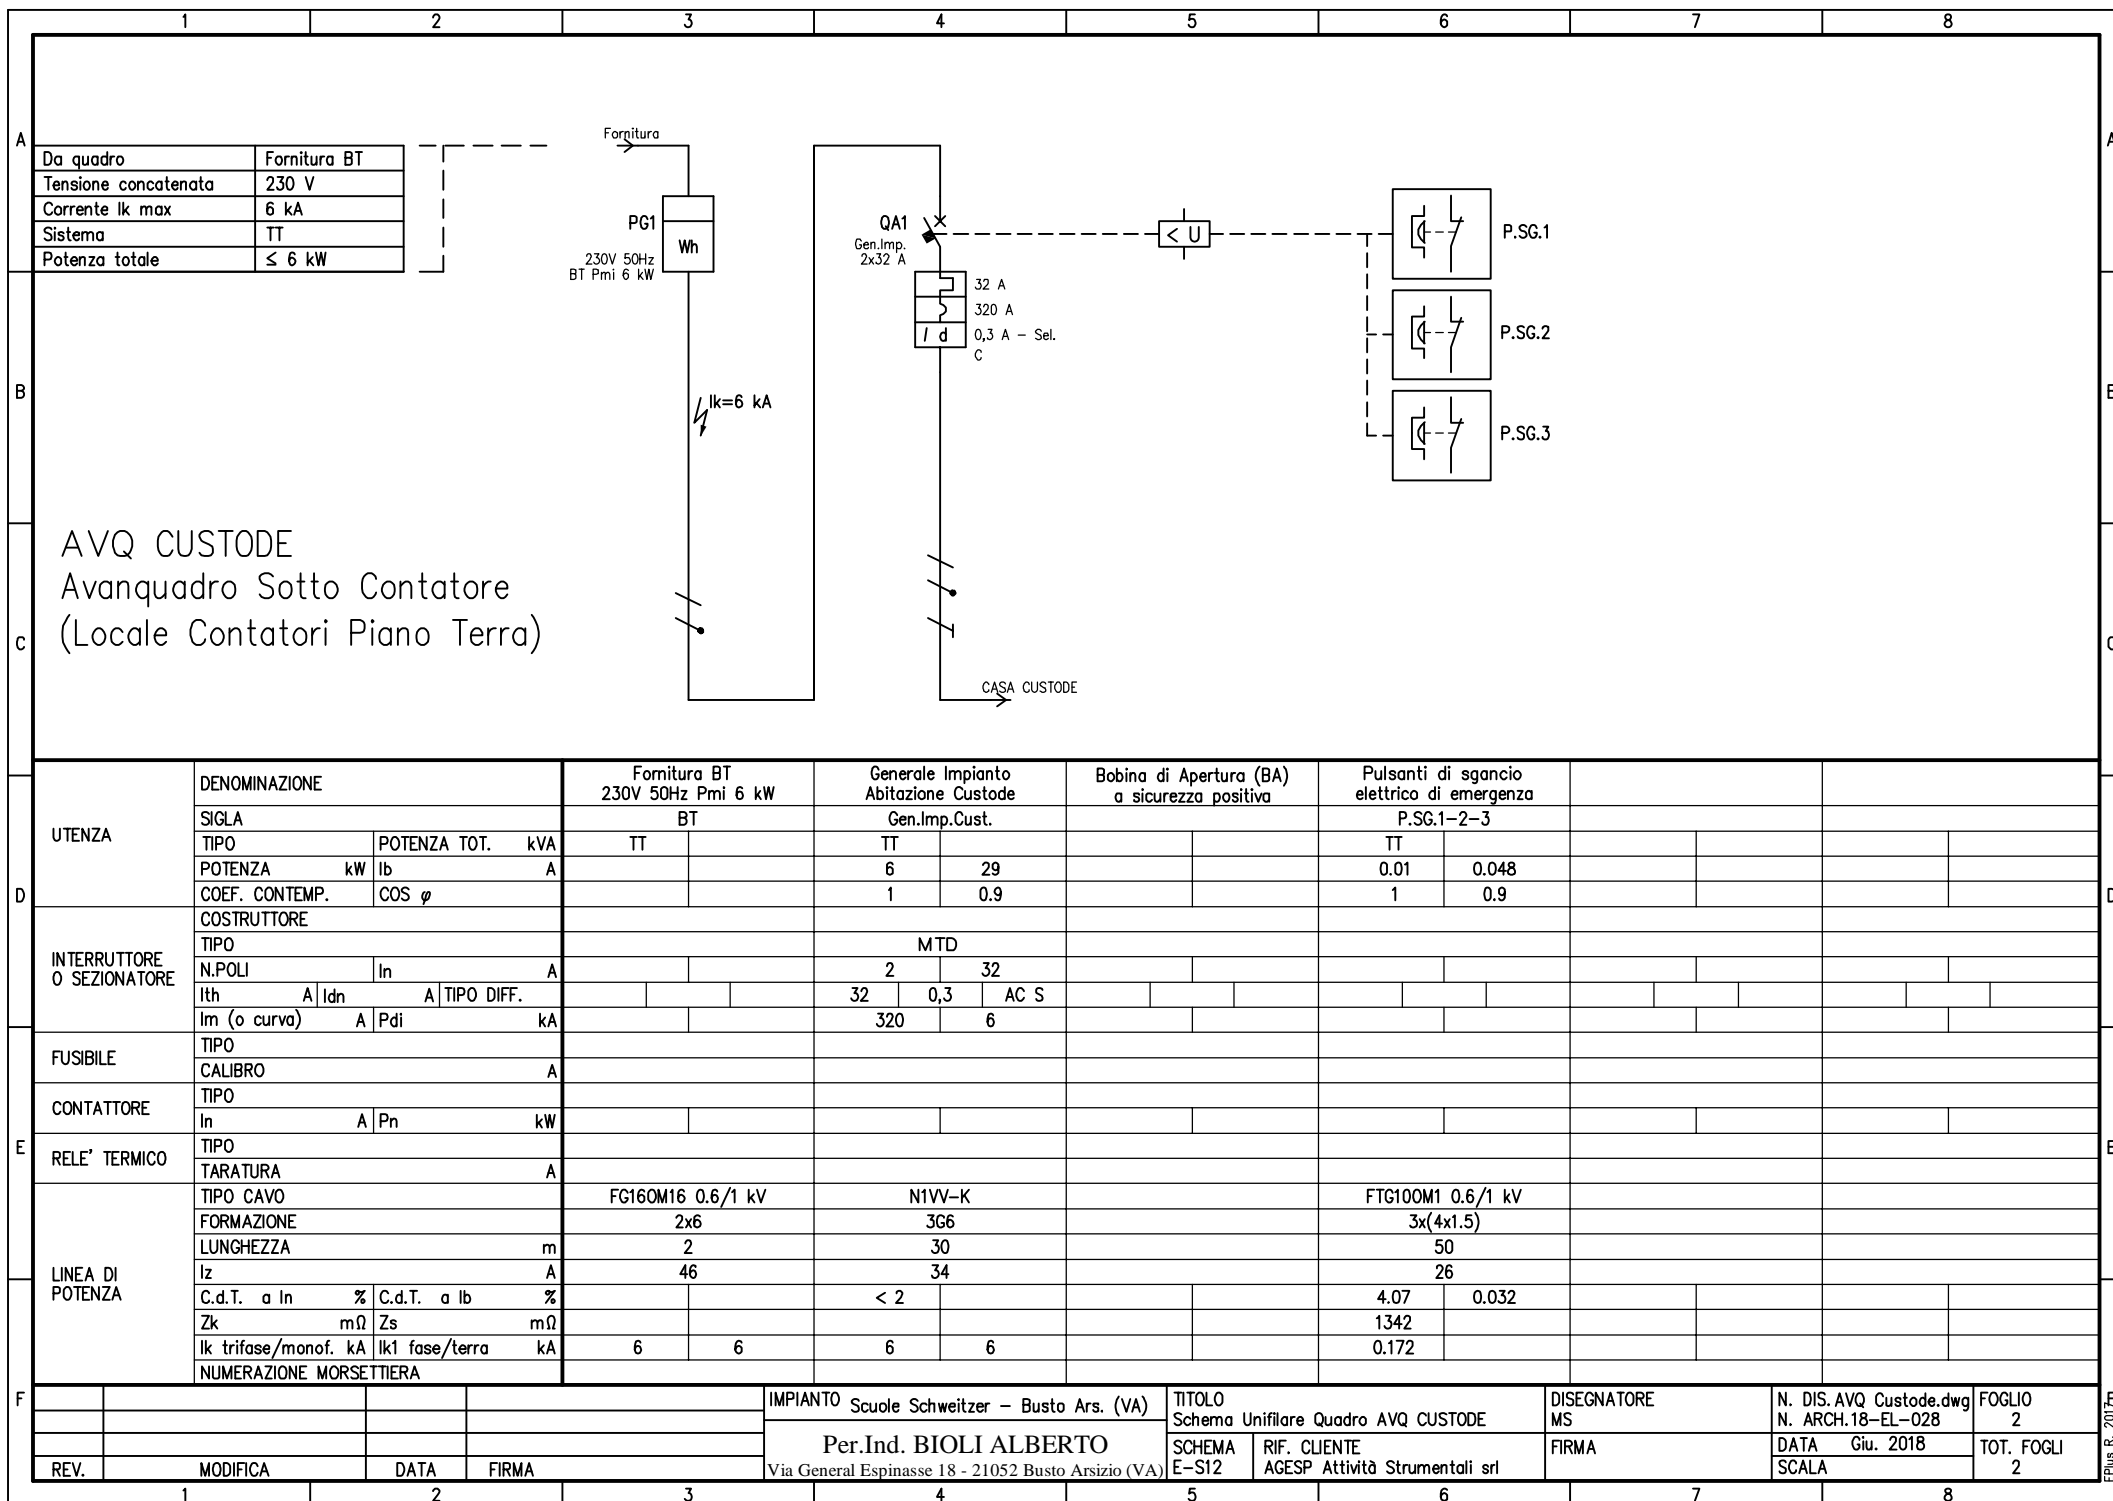 1 2 3 4 5 6 7 8
A
Da quadro Fornitura BT
Tensione concatenata 230 V
Corrente Ik max 6 kA
Sistema TT
Potenza totale ≤ 6 kW
Fornitura
PG1
Wh
230V 50Hz
BT Pmi 6 kW
QA1
Gen.Imp.
2x32 A
32 A
320 A
I d 0,3 A - Sel.
C
< U
P.SG.1
P.SG.2
P.SG.3
B
Ik=6 kA
AVQ CUSTODE
Avanquadro Sotto Contatore
(Locale Contatori Piano Terra)
C
CASA CUSTODE
UTENZA
DENOMINAZIONE Fornitura BT 230V 50Hz Pmi 6 kW Generale Impianto Abitazione Custode Bobina di Apertura (BA) a sicurezza positiva Pulsanti di sgancio elettrico di emergenza
SIGLA BT Gen.Imp.Cust. P.SG.1-2-3
TIPO POTENZA TOT. kVA TT TT TT
POTENZA kW Ib A 6 29 0.01 0.048
D
COEF. CONTEMP. COS φ 1 0.9 1 0.9
INTERRUTTORE
O SEZIONATORE
COSTRUTTORE
TIPO MTD
N.POLI In A 2 32
Ith A Idn A TIPO DIFF. 32 0,3 AC S
Im (o curva) A Pdi kA 320 6
FUSIBILE
TIPO
CALIBRO A
CONTATTORE
TIPO
In A Pn kW
E
RELE' TERMICO
TIPO
TARATURA A
LINEA DI
POTENZA
TIPO CAVO FG16OM16 0.6/1 kV N1VV-K FTG10OM1 0.6/1 kV
FORMAZIONE 2x6 3G6 3x(4x1.5)
LUNGHEZZA m 2 30 50
Iz A 46 34 26
C.d.T. a In % C.d.T. a Ib % < 2 4.07 0.032
Zk mΩ Zs mΩ 1342
Ik trifase/monof. kA Ik1 fase/terra kA 6 6 6 6 0.172
NUMERAZIONE MORSETTIERA
F
REV. MODIFICA DATA FIRMA
IMPIANTO Scuole Schweitzer - Busto Ars. (VA)
Per.Ind. BIOLI ALBERTO
Via General Espinasse 18 - 21052 Busto Arsizio (VA)
TITOLO
Schema Unifilare Quadro AVQ CUSTODE
SCHEMA
E-S12
RIF. CLIENTE
AGESP Attività Strumentali srl
DISEGNATORE
MS
FIRMA
N. DIS. AVQ Custode.dwg
N. ARCH. 18-EL-028
DATA Giu. 2018
SCALA
FOGLIO
2
TOT. FOGLI
2
1 2 3 4 5 6 7 8